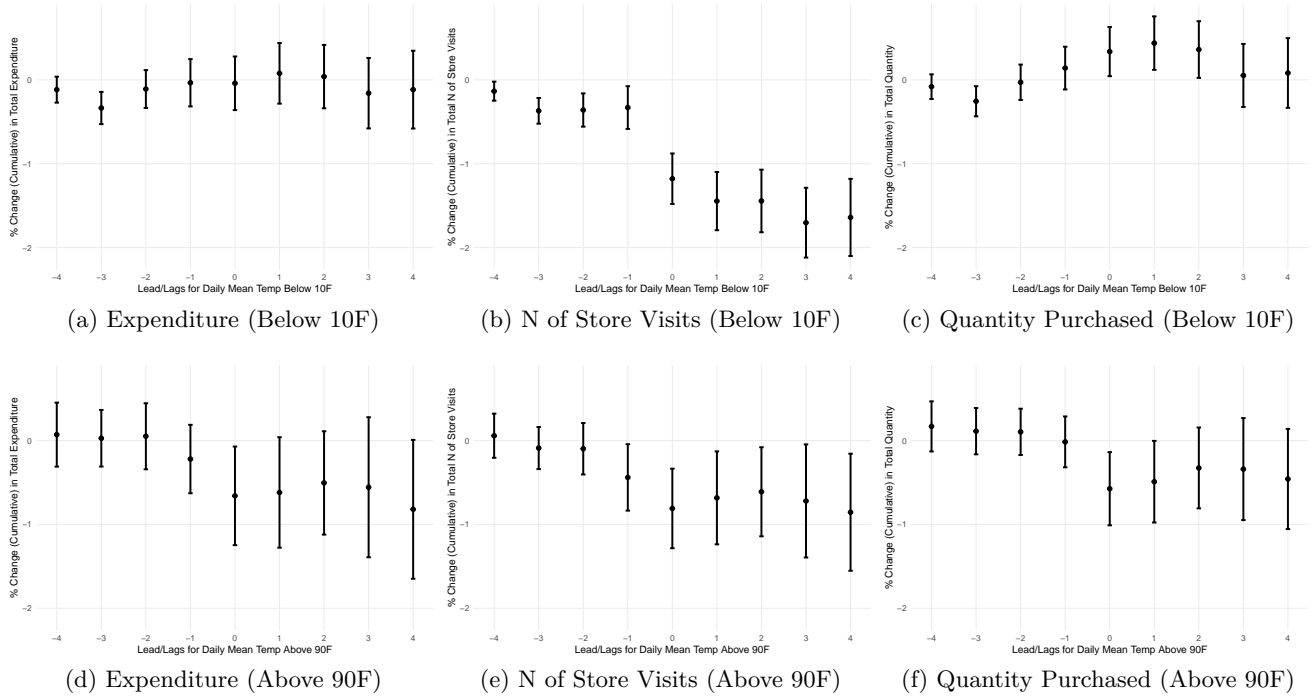 % Change (Cumulative) in Total Expenditure
0
−1
−2
−4 −3 −2 −1 0 1 2 3 4
Lead/Lags for Daily Mean Temp Below 10F
(a) Expenditure (Below 10F)
% Change (Cumulative) in Total N of Store Visits
0
−1
−2
−4 −3 −2 −1 0 1 2 3 4
Lead/Lags for Daily Mean Temp Below 10F
(b) N of Store Visits (Below 10F)
% Change (Cumulative) in Total Quantity
0
−1
−2
−4 −3 −2 −1 0 1 2 3 4
Lead/Lags for Daily Mean Temp Below 10F
(c) Quantity Purchased (Below 10F)
% Change (Cumulative) in Total Expenditure
0
−1
−2
−4 −3 −2 −1 0 1 2 3 4
Lead/Lags for Daily Mean Temp Above 90F
(d) Expenditure (Above 90F)
% Change (Cumulative) in Total N of Store Visits
0
−1
−2
−4 −3 −2 −1 0 1 2 3 4
Lead/Lags for Daily Mean Temp Above 90F
(e) N of Store Visits (Above 90F)
% Change (Cumulative) in Total Quantity
0
−1
−2
−4 −3 −2 −1 0 1 2 3 4
Lead/Lags for Daily Mean Temp Above 90F
(f) Quantity Purchased (Above 90F)